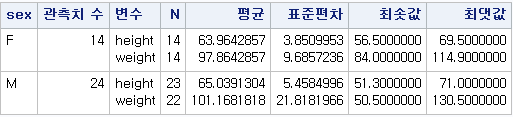 sex 관측치 수 변수 N 평균 표준편차 최솟값 최댓값
F 14 height 14 63.9642857 3.8509953 56.5000000 69.5000000
weight 14 97.8642857 9.6857236 84.0000000 114.9000000
M 24 height 23 65.0391304 5.4584996 51.3000000 71.0000000
weight 22 101.1681818 21.8181966 50.5000000 130.5000000